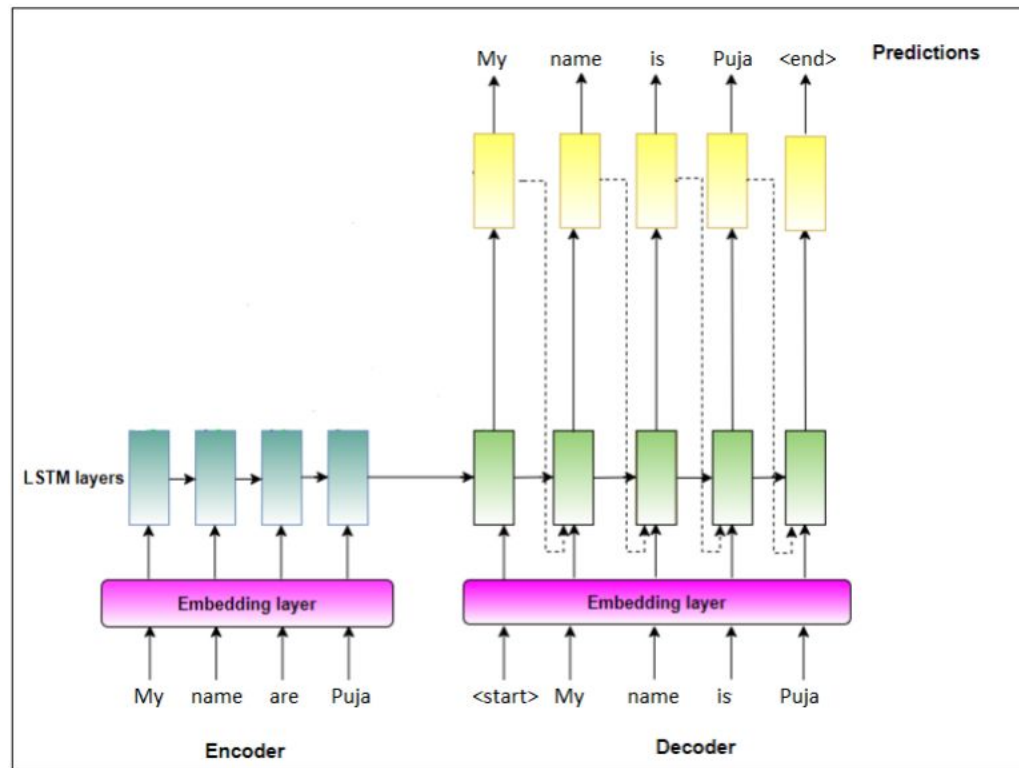 My name is Puja <end> Predictions
LSTM layers
Embedding layer Embedding layer
My name are Puja <start> My name is Puja
Encoder Decoder